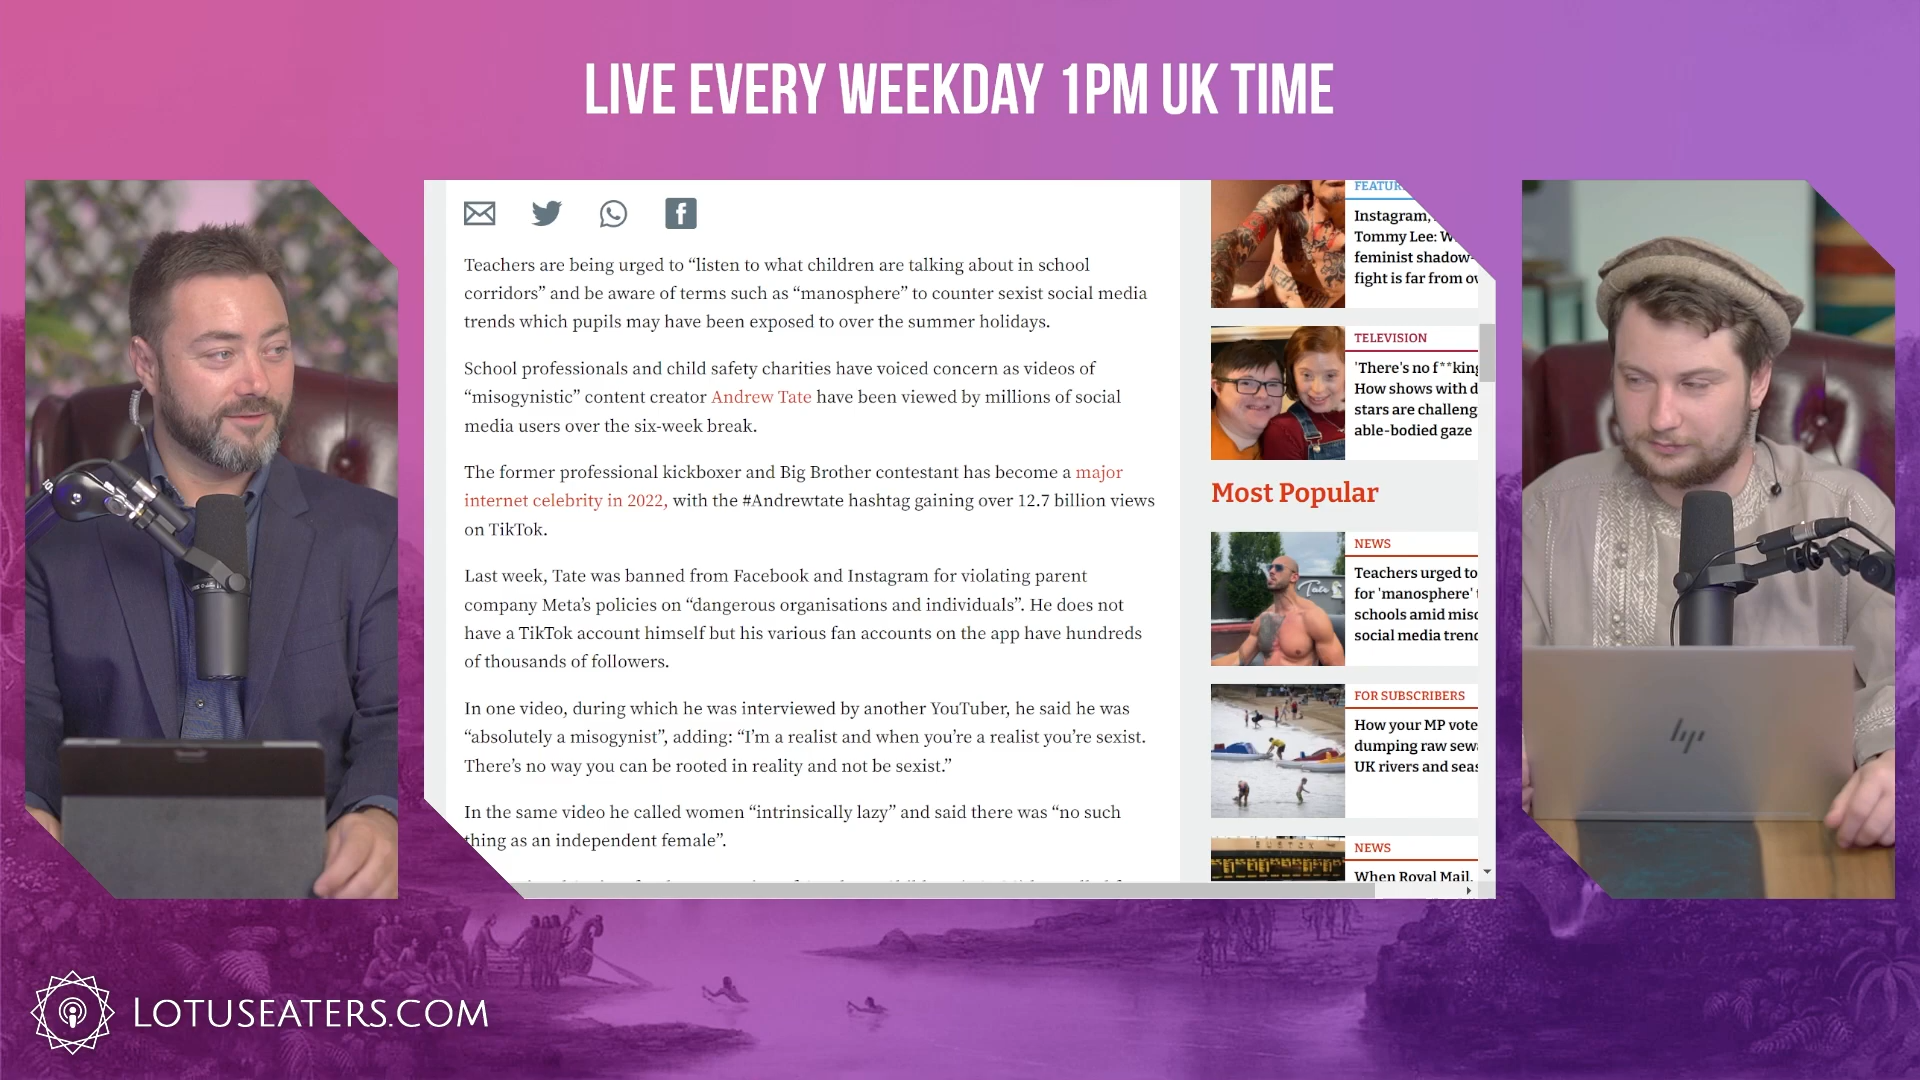 LIVE EVERY WEEKDAY 1PM UK TIME
Teachers are being urged to “listen to what children are talking about in school
corridors” and be aware of terms such as “manosphere” to counter sexist social media
trends which pupils may have been exposed to over the summer holidays.
School professionals and child safety charities have voiced concern as videos of
“misogynistic” content creator Andrew Tate have been viewed by millions of social
media users over the six-week break.
The former professional kickboxer and Big Brother contestant has become a major
internet celebrity in 2022, with the #Andrewtate hashtag gaining over 12.7 billion views
on TikTok.
Last week, Tate was banned from Facebook and Instagram for violating parent
company Meta’s policies on “dangerous organisations and individuals”. He does not
have a TikTok account himself but his various fan accounts on the app have hundreds
of thousands of followers.
In one video, during which he was interviewed by another YouTuber, he said he was
“absolutely a misogynist”, adding: “I’m a realist and when you’re a realist you’re sexist.
There’s no way you can be rooted in reality and not be sexist.”
In the same video he called women “intrinsically lazy” and said there was “no such
thing as an independent female”.
FEATUR
Instagram,
Tommy Lee: W
feminist shadow-
fight is far from ov
TELEVISION
'There's no f**king
How shows with d
stars are challeng
able-bodied gaze
Most Popular
NEWS
Teachers urged to
for 'manosphere'
schools amid miso
social media trend
FOR SUBSCRIBERS
How your MP vote
dumping raw sew
UK rivers and seas
NEWS
When Royal Mail,
Tate
hp
LOTUSEATERS.COM